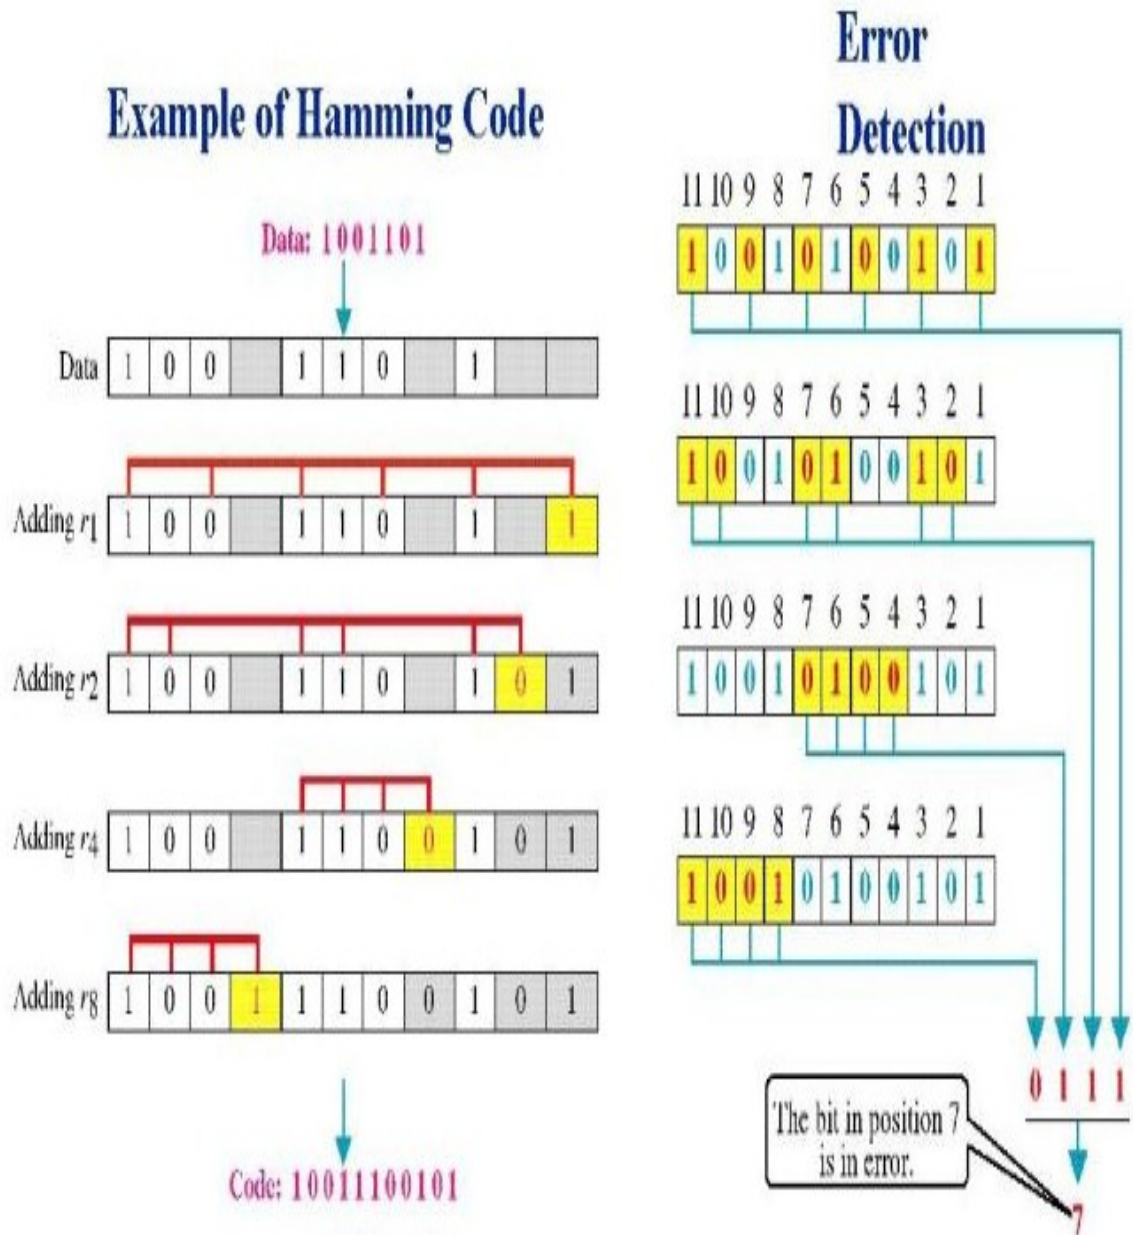 Example of Hamming Code
Data: 1001101
Data 1 0 0 1 1 0 1
Adding r1 1 0 0 1 1 0 1 1
Adding r2 1 0 0 1 1 0 1 0 1
Adding r4 1 0 0 1 1 0 0 1 0 1
Adding r8 1 0 0 1 1 1 0 0 1 0 1
Code: 10011100101
Error
Detection
11 10 9 8 7 6 5 4 3 2 1
1 0 0 1 0 1 0 0 1 0 1
11 10 9 8 7 6 5 4 3 2 1
1 0 0 1 0 1 0 0 1 0 1
11 10 9 8 7 6 5 4 3 2 1
1 0 0 1 0 1 0 0 1 0 1
11 10 9 8 7 6 5 4 3 2 1
1 0 0 1 0 1 0 0 1 0 1
0 1 1 1
The bit in position 7
is in error.
7